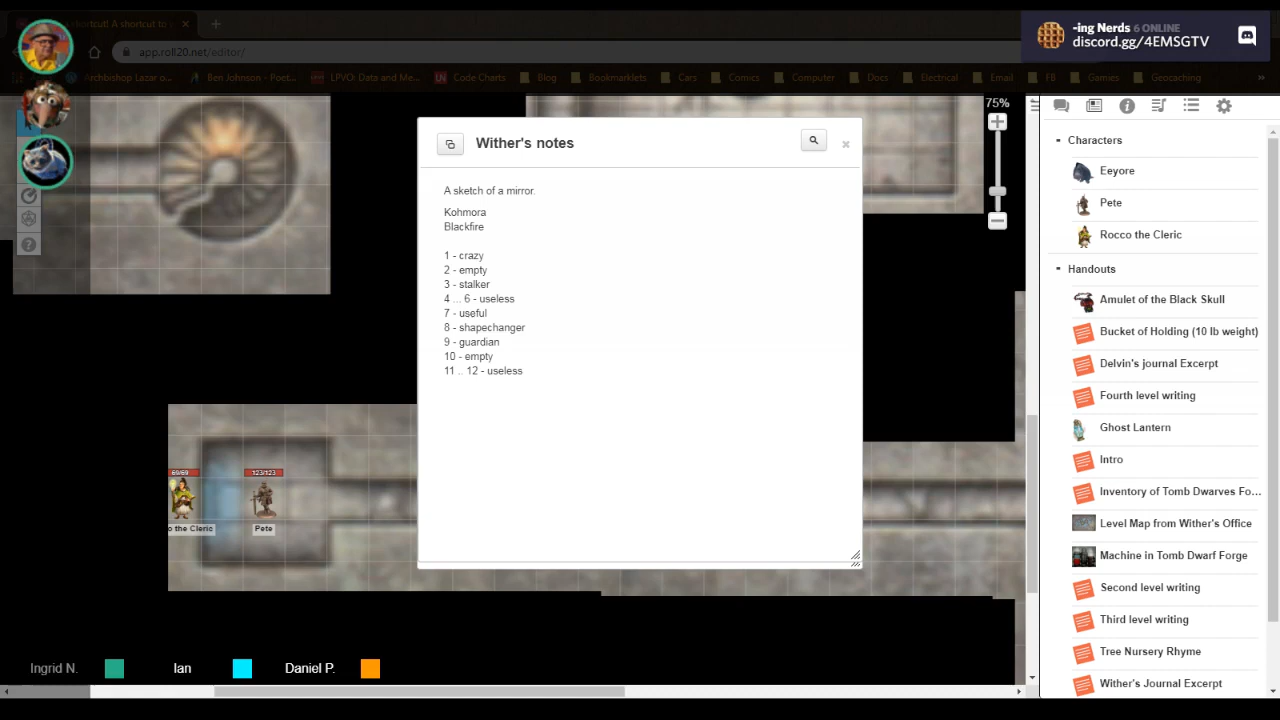 app.roll20.net/editor/
-ing Nerds 6 ONLINE
discord.gg/4EMSGTV
Archbishop Lazar o...
Ben Johnson - Poet...
LPVO: Data and Me...
Code Charts
Blog
Bookmarklets
Cars
Comics
Computer
Docs
Electrical
Email
FB
Games
Geocaching
75%
Wither's notes
A sketch of a mirror.
Kohmora
Blackfire
1 - crazy
2 - empty
3 - stalker
4 ... 6 - useless
7 - useful
8 - shapechanger
9 - guardian
10 - empty
11 .. 12 - useless
69/69
123/123
o the Cleric
Pete
Ingrid N.
Ian
Daniel P.
Characters
Eeyore
Pete
Rocco the Cleric
Handouts
Amulet of the Black Skull
Bucket of Holding (10 lb weight)
Delvin's journal Excerpt
Fourth level writing
Ghost Lantern
Intro
Inventory of Tomb Dwarves Fo...
Level Map from Wither's Office
Machine in Tomb Dwarf Forge
Second level writing
Third level writing
Tree Nursery Rhyme
Wither's Journal Excerpt